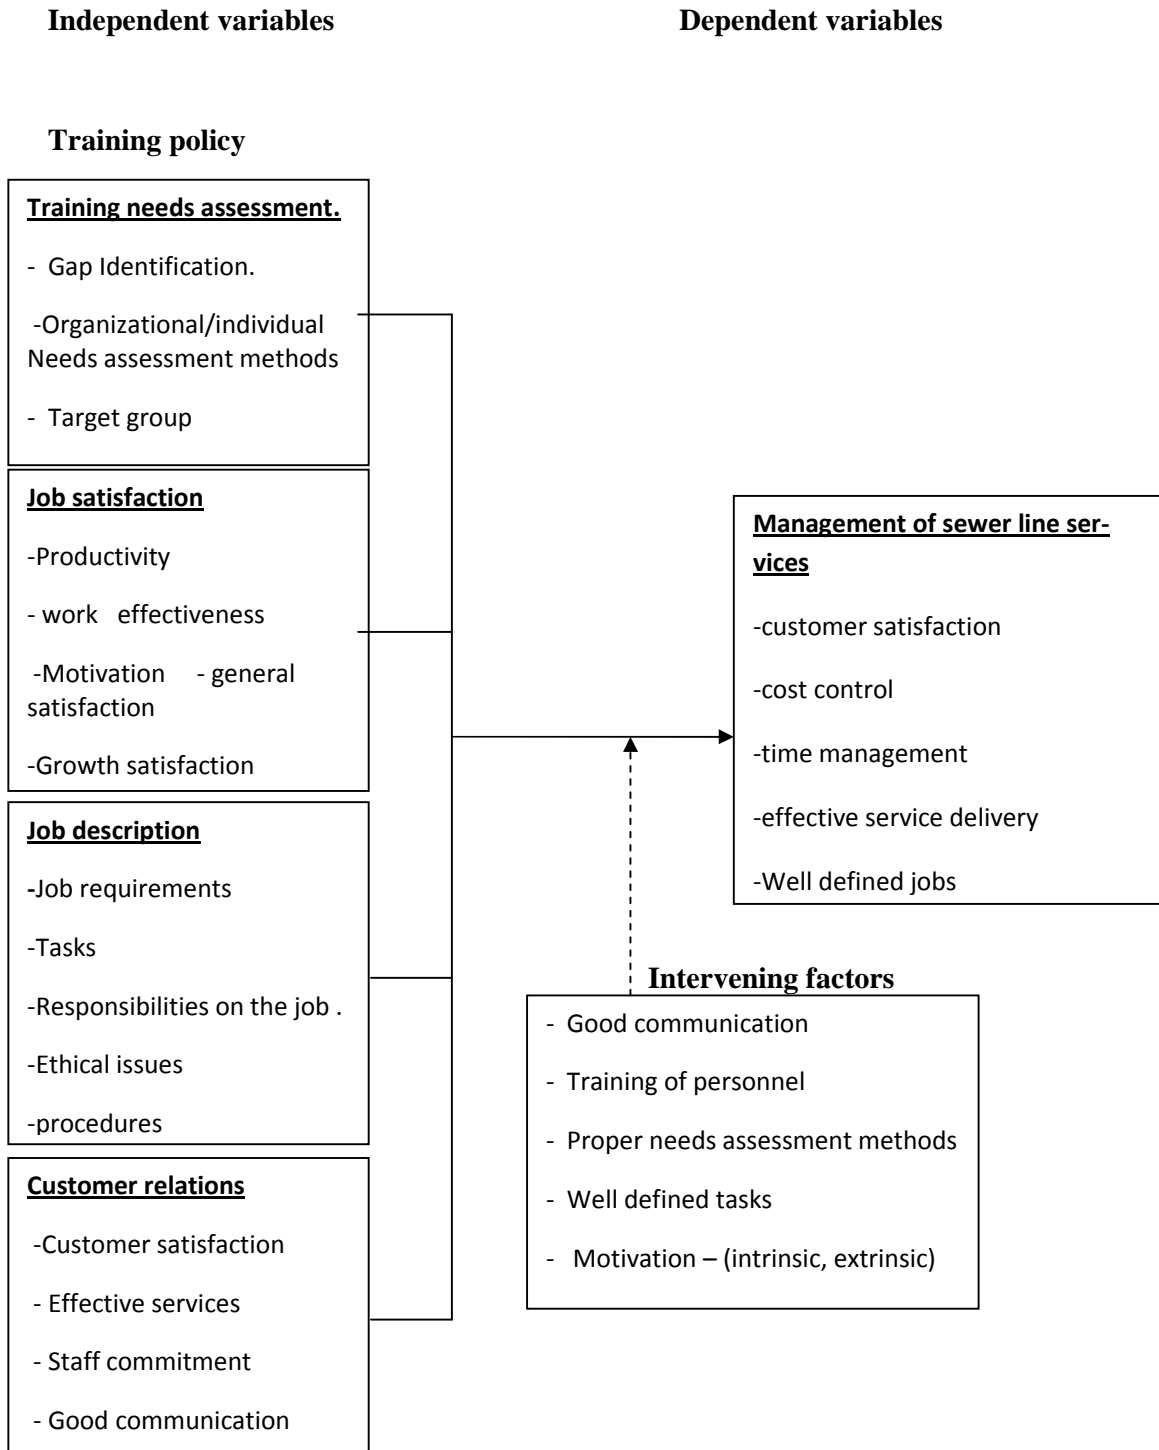 Independent variables
Dependent variables
Training policy
Training needs assessment.
- Gap Identification.
-Organizational/individual
Needs assessment methods
- Target group
Job satisfaction
-Productivity
- work effectiveness
-Motivation - general
satisfaction
-Growth satisfaction
Job description
-Job requirements
-Tasks
-Responsibilities on the job .
-Ethical issues
-procedures
Customer relations
-Customer satisfaction
- Effective services
- Staff commitment
- Good communication
Management of sewer line ser-
vices
-customer satisfaction
-cost control
-time management
-effective service delivery
-Well defined jobs
Intervening factors
- Good communication
- Training of personnel
- Proper needs assessment methods
- Well defined tasks
- Motivation – (intrinsic, extrinsic)